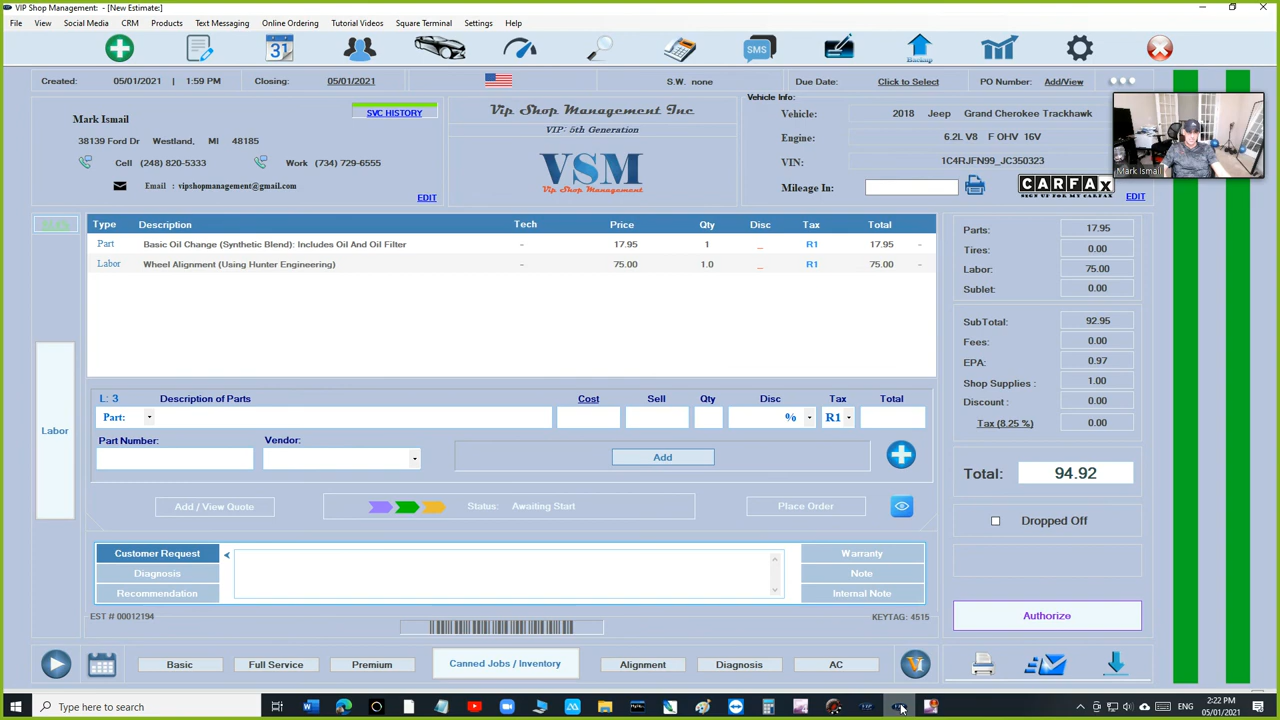 VIP Shop Management: - [New Estimate:]
File View Social Media CRM Products Text Messaging Online Ordering Tutorial Videos Square Terminal Settings Help
31 SMS Backup
Created: 05/01/2021 | 1:59 PM Closing: 05/01/2021 S.W. none Due Date: Click to Select PO Number: Add/View
Mark Ismail SVC HISTORY
38139 Ford Dr Westland, MI 48185
Cell (248) 820-5333 Work (734) 729-6555
Email : vipshopmanagement@gmail.com
EDIT
Vip Shop Management Inc
VIP: 5th Generation
VSM
Vip Shop Management
Vehicle Info:
Vehicle: 2018 Jeep Grand Cherokee Trackhawk
Engine: 6.2L V8 F OHV 16V
VIN: 1C4RJFN99_JC350323
Mileage In: CARFAX
SIGN UP FOR MY CARFAX
EDIT
Mark Ismail
Type Description Tech Price Qty Disc Tax Total
Part Basic Oil Change (Synthetic Blend): Includes Oil And Oil Filter - 17.95 1 _ R1 17.95 -
Labor Wheel Alignment (Using Hunter Engineering) - 75.00 1.0 _ R1 75.00 -
Labor
Parts: 17.95
Tires: 0.00
Labor: 75.00
Sublet: 0.00
SubTotal: 92.95
Fees: 0.00
EPA: 0.97
Shop Supplies : 1.00
Discount : 0.00
Tax (8.25 %) 0.00
Total: 94.92
Dropped Off
Authorize
L: 3 Description of Parts Cost Sell Qty Disc Tax Total
Part: % R1
Part Number: Vendor:
Add
Add / View Quote Status: Awaiting Start Place Order
Customer Request < Warranty
Diagnosis Note
Recommendation Internal Note
EST # 00012194 KEYTAG: 4515
Basic Full Service Premium Canned Jobs / Inventory Alignment Diagnosis AC
Type here to search
2:22 PM
05/01/2021